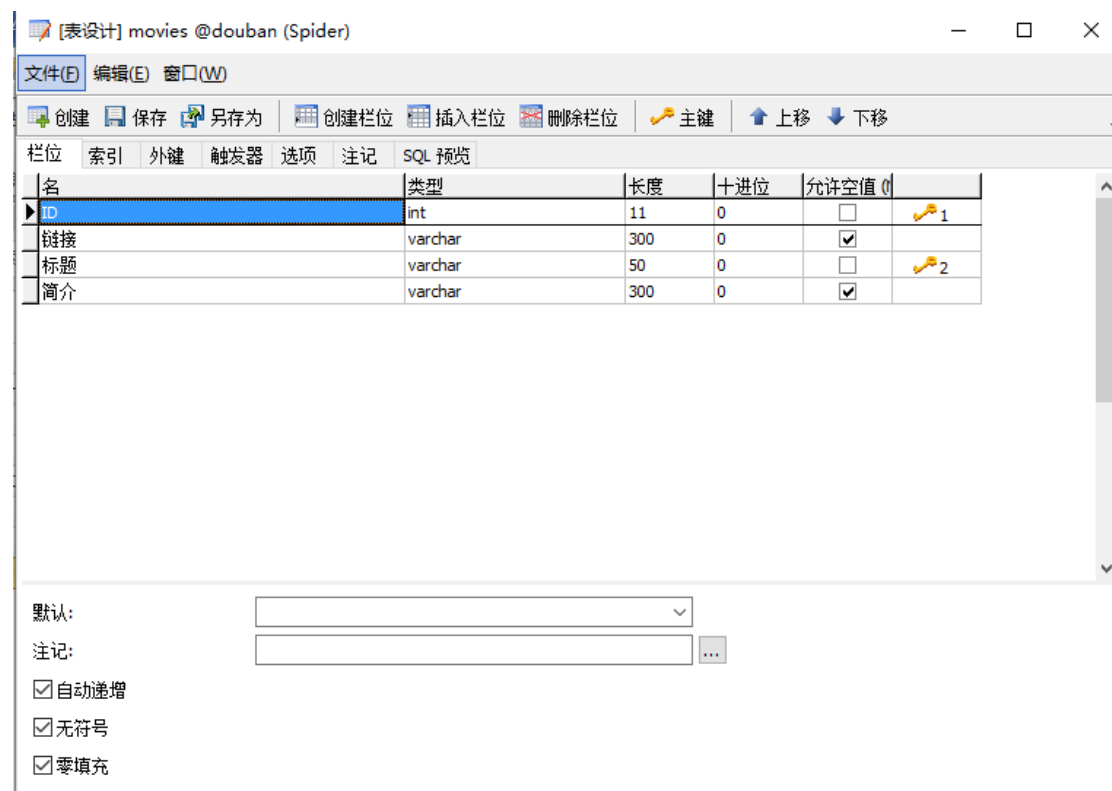 [表设计] movies @douban (Spider)
文件(F) 编辑(E) 窗口(W)
创建 保存 另存为 创建栏位 插入栏位 删除栏位 主键 上移 下移
栏位 索引 外键 触发器 选项 注记 SQL 预览
名 类型 长度 十进位 允许空值 (
ID int 11 0 1
链接 varchar 300 0
标题 varchar 50 0 2
简介 varchar 300 0
默认:
注记: ...
自动递增
无符号
零填充